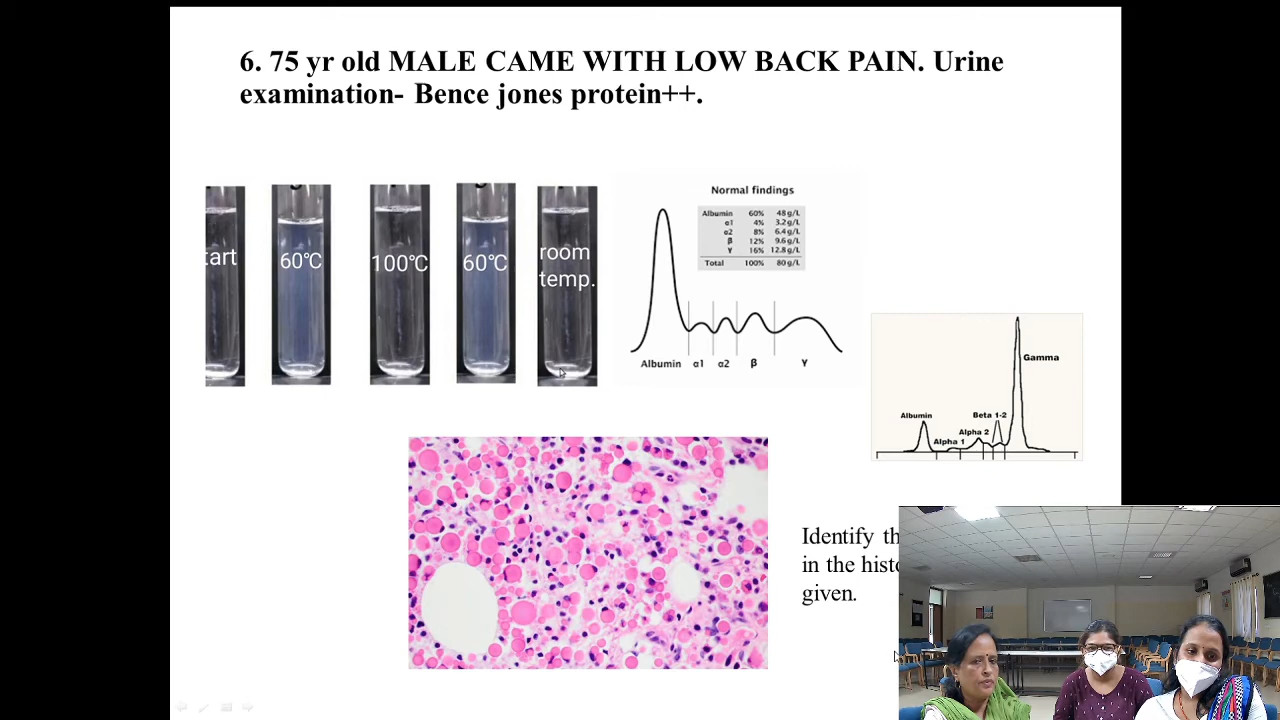 6. 75 yr old MALE CAME WITH LOW BACK PAIN. Urine
examination- Bence jones protein++.
tart
60℃
100℃
60℃
room
temp.
Normal findings
Albumin 60% 48 g/L
α1 4% 3.2 g/L
α2 8% 6.4 g/L
β 12% 9.6 g/L
γ 16% 12.8 g/L
Total 100% 80 g/L
Albumin α1 α2 β γ
Gamma
Albumin
Beta 1-2
Alpha 2
Alpha 1
Identify th
in the histo
given.